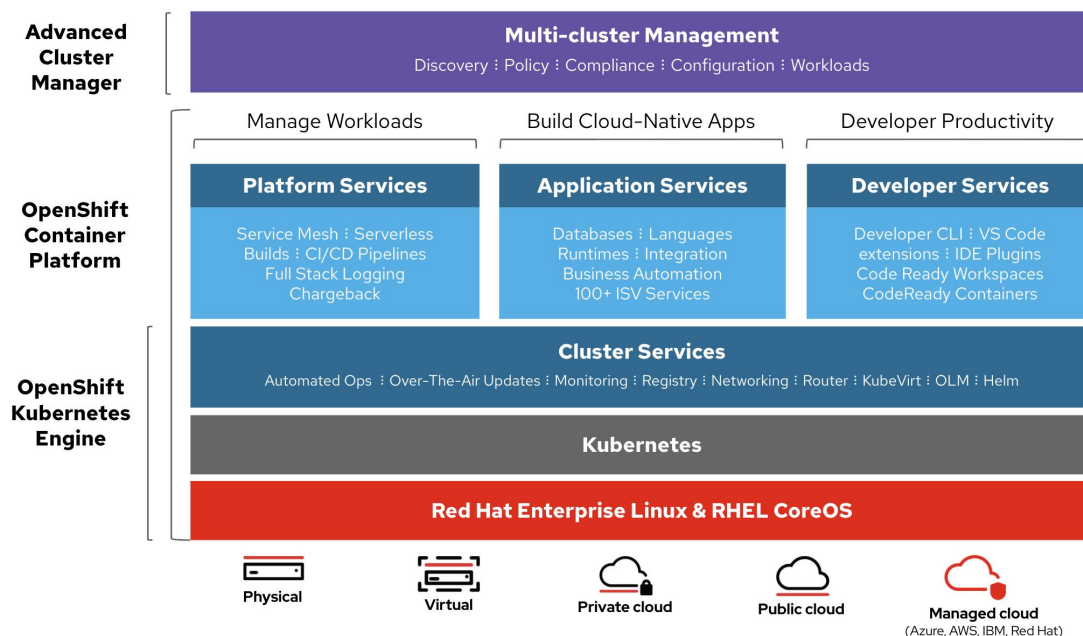 Advanced
Cluster
Manager
Multi-cluster Management
Discovery ⫶ Policy ⫶ Compliance ⫶ Configuration ⫶ Workloads
Manage Workloads
Build Cloud-Native Apps
Developer Productivity
OpenShift
Container
Platform
Platform Services
Service Mesh ⫶ Serverless
Builds ⫶ CI/CD Pipelines
Full Stack Logging
Chargeback
Application Services
Databases ⫶ Languages
Runtimes ⫶ Integration
Business Automation
100+ ISV Services
Developer Services
Developer CLI ⫶ VS Code
extensions ⫶ IDE Plugins
Code Ready Workspaces
CodeReady Containers
OpenShift
Kubernetes
Engine
Cluster Services
Automated Ops ⫶ Over-The-Air Updates ⫶ Monitoring ⫶ Registry ⫶ Networking ⫶ Router ⫶ KubeVirt ⫶ OLM ⫶ Helm
Kubernetes
Red Hat Enterprise Linux & RHEL CoreOS
Physical
Virtual
Private cloud
Public cloud
Managed cloud
(Azure, AWS, IBM, Red Hat)